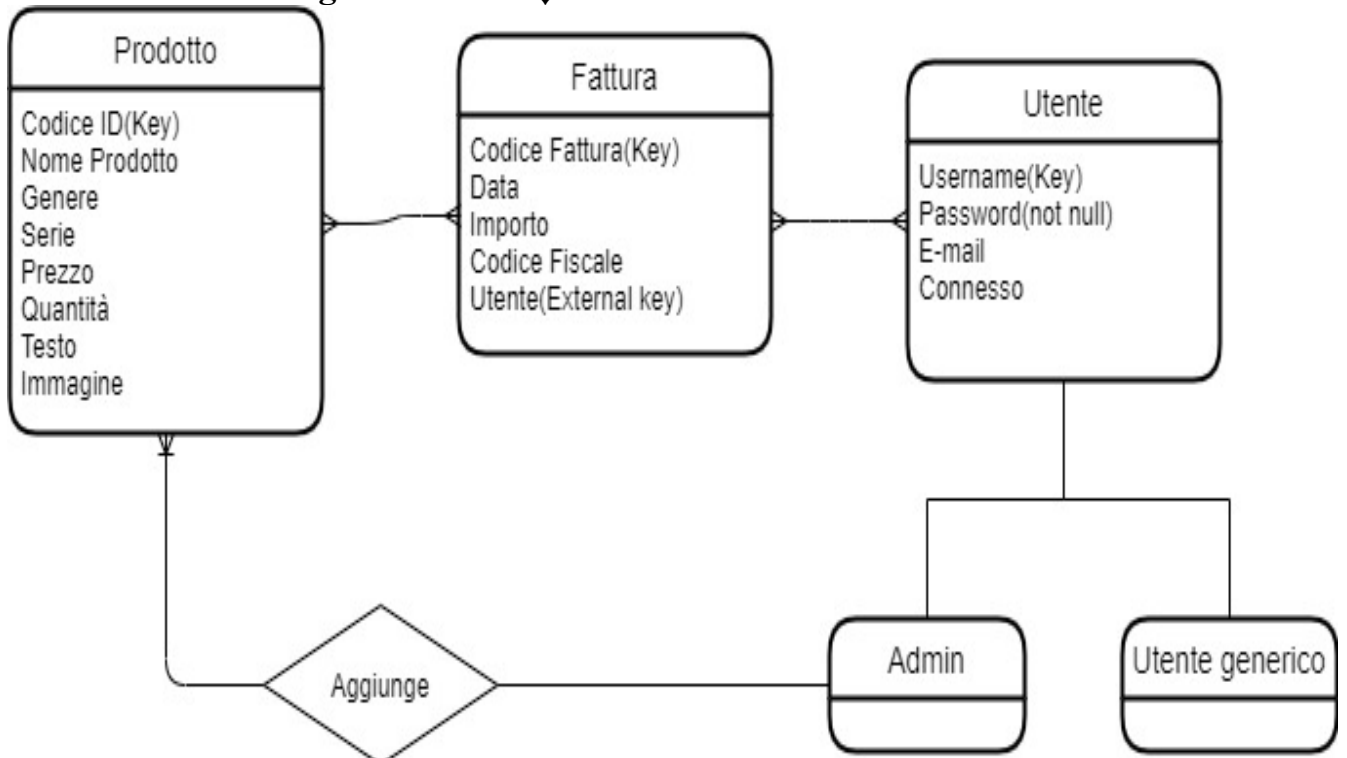 Prodotto
Codice ID(Key)
Nome Prodotto
Genere
Serie
Prezzo
Quantità
Testo
Immagine
Fattura
Codice Fattura(Key)
Data
Importo
Codice Fiscale
Utente(External key)
Utente
Username(Key)
Password(not null)
E-mail
Connesso
Aggiunge
Admin
Utente generico